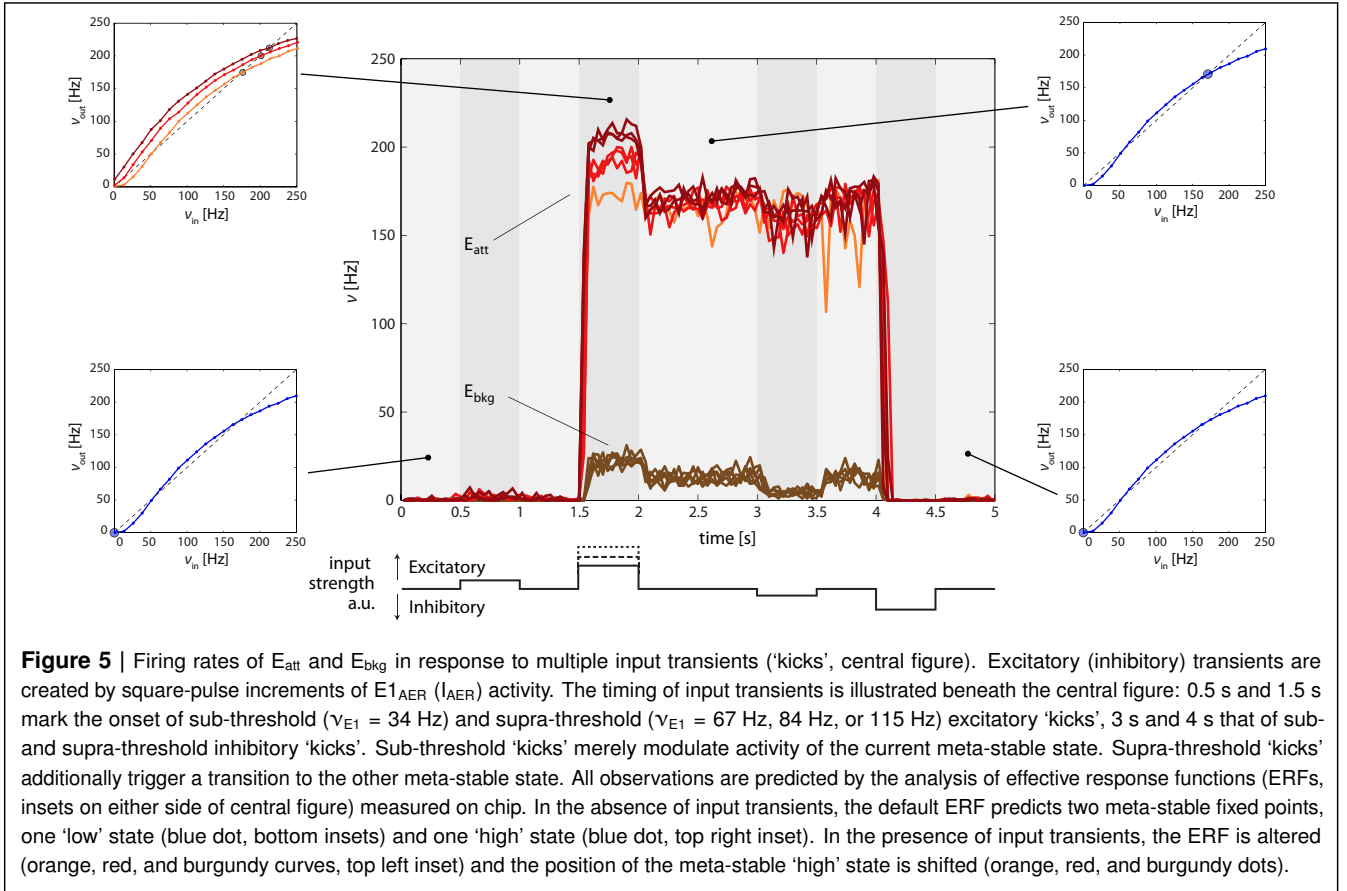 250
200
150
100
50
0
ν_out [Hz]
0 50 100 150 200 250
ν_in [Hz]
250
200
150
100
50
0
ν [Hz]
E_att
E_bkg
0 0.5 1 1.5 2 2.5 3 3.5 4 4.5 5
time [s]
250
200
150
100
50
0
ν_out [Hz]
0 50 100 150 200 250
ν_in [Hz]
250
200
150
100
50
0
ν_out [Hz]
0 50 100 150 200 250
ν_in [Hz]
250
200
150
100
50
0
ν_out [Hz]
0 50 100 150 200 250
ν_in [Hz]
input
strength
a.u.
Excitatory
Inhibitory
Figure 5 | Firing rates of E_att and E_bkg in response to multiple input transients (‘kicks’, central figure). Excitatory (inhibitory) transients are
created by square-pulse increments of E1_AER (I_AER) activity. The timing of input transients is illustrated beneath the central figure: 0.5 s and 1.5 s
mark the onset of sub-threshold (ν_E1 = 34 Hz) and supra-threshold (ν_E1 = 67 Hz, 84 Hz, or 115 Hz) excitatory ‘kicks’, 3 s and 4 s that of sub-
and supra-threshold inhibitory ‘kicks’. Sub-threshold ‘kicks’ merely modulate activity of the current meta-stable state. Supra-threshold ‘kicks’
additionally trigger a transition to the other meta-stable state. All observations are predicted by the analysis of effective response functions (ERFs,
insets on either side of central figure) measured on chip. In the absence of input transients, the default ERF predicts two meta-stable fixed points,
one ‘low’ state (blue dot, bottom insets) and one ‘high’ state (blue dot, top right inset). In the presence of input transients, the ERF is altered
(orange, red, and burgundy curves, top left inset) and the position of the meta-stable ‘high’ state is shifted (orange, red, and burgundy dots).